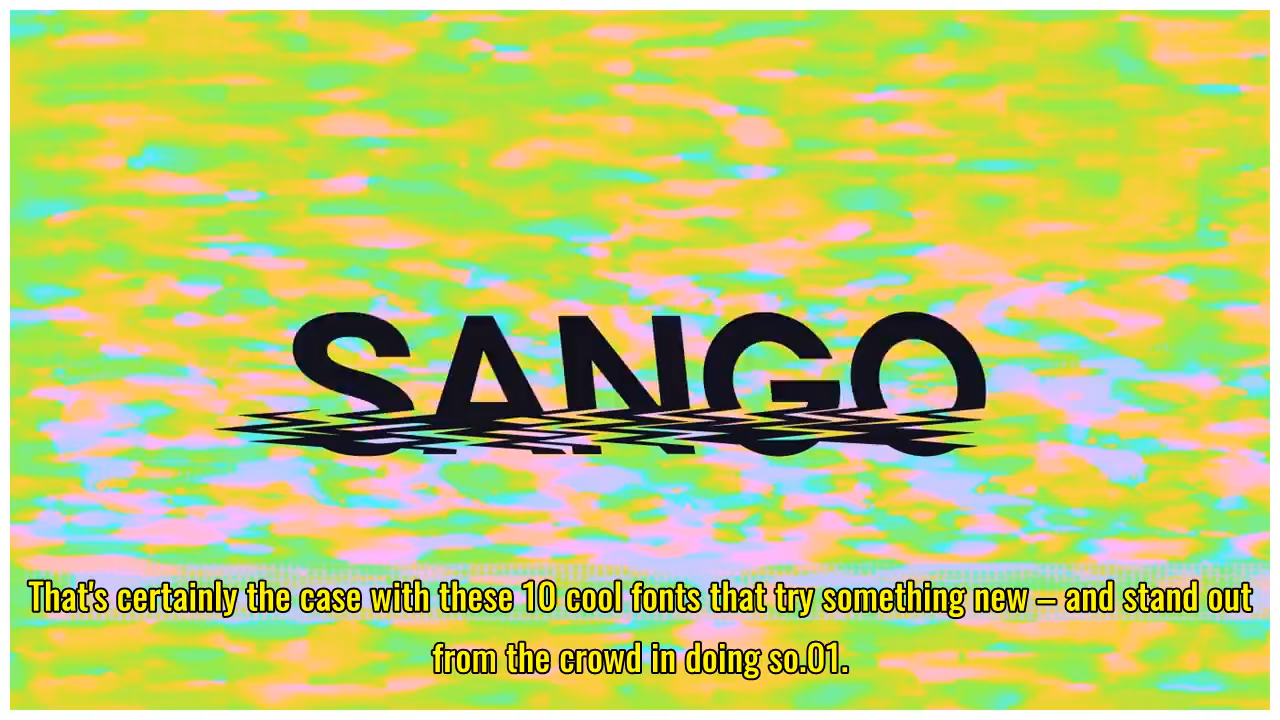 SANGO
That's certainly the case with these 10 cool fonts that try something new – and stand out
from the crowd in doing so.01.